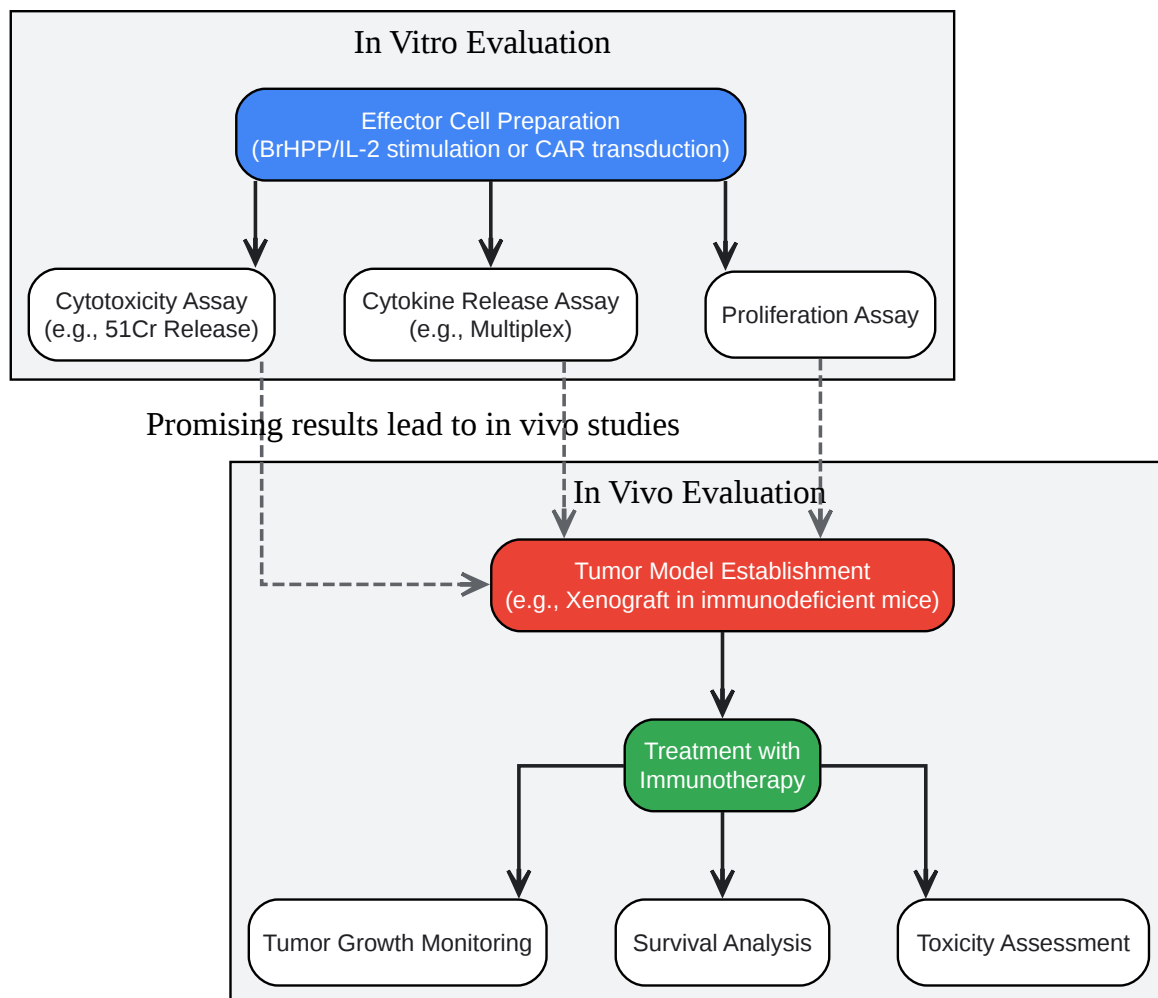 In Vitro Evaluation
Effector Cell Preparation
(BrHPP/IL-2 stimulation or CAR transduction)
Cytotoxicity Assay
(e.g., 51Cr Release)
Cytokine Release Assay
(e.g., Multiplex)
Proliferation Assay
Promising results lead to in vivo studies
In Vivo Evaluation
Tumor Model Establishment
(e.g., Xenograft in immunodeficient mice)
Treatment with
Immunotherapy
Tumor Growth Monitoring
Survival Analysis
Toxicity Assessment